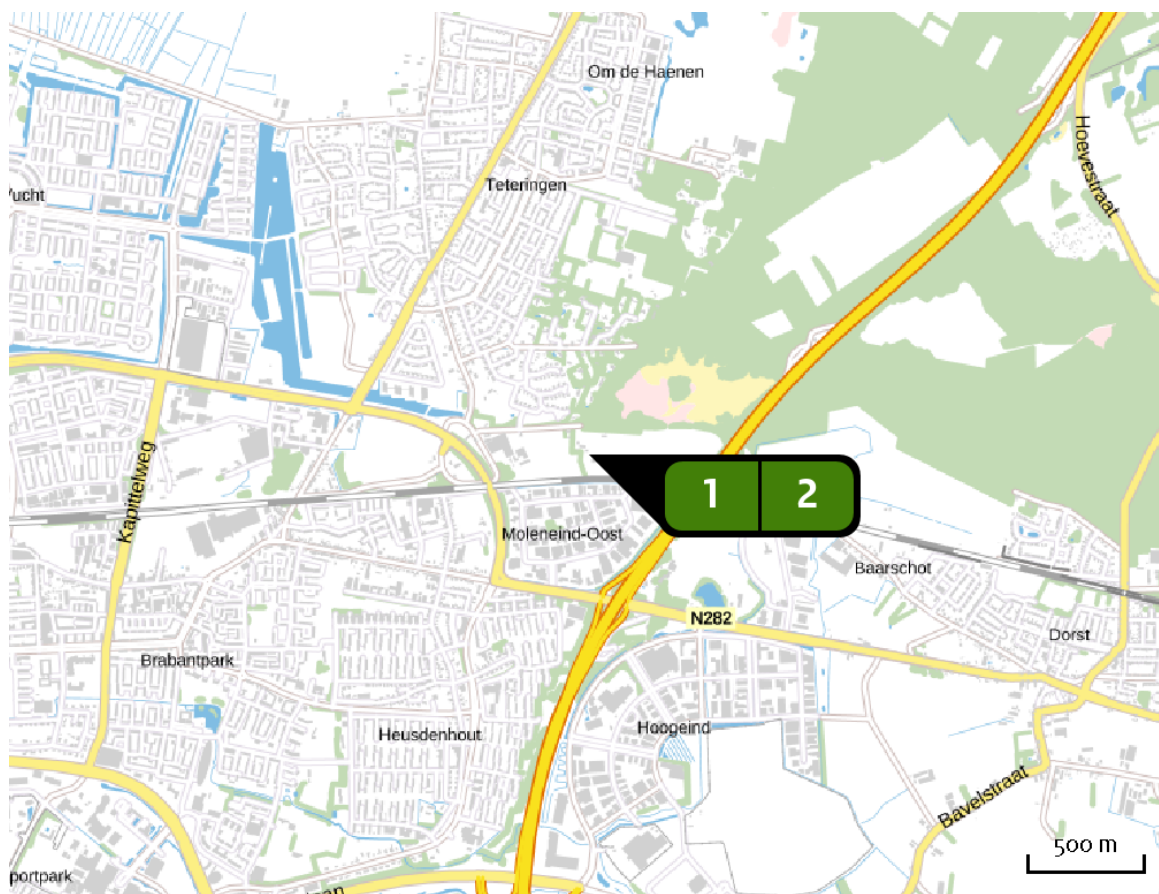 Om de Haenen
Hoevestraat
Teteringen
Vucht
Kapittelweg
1 2
Moleneind-Oost
Baarschot
N282
Dorst
Brabantpark
Heusdenhout
Hoogeind
Bavelstraat
500 m
portpark